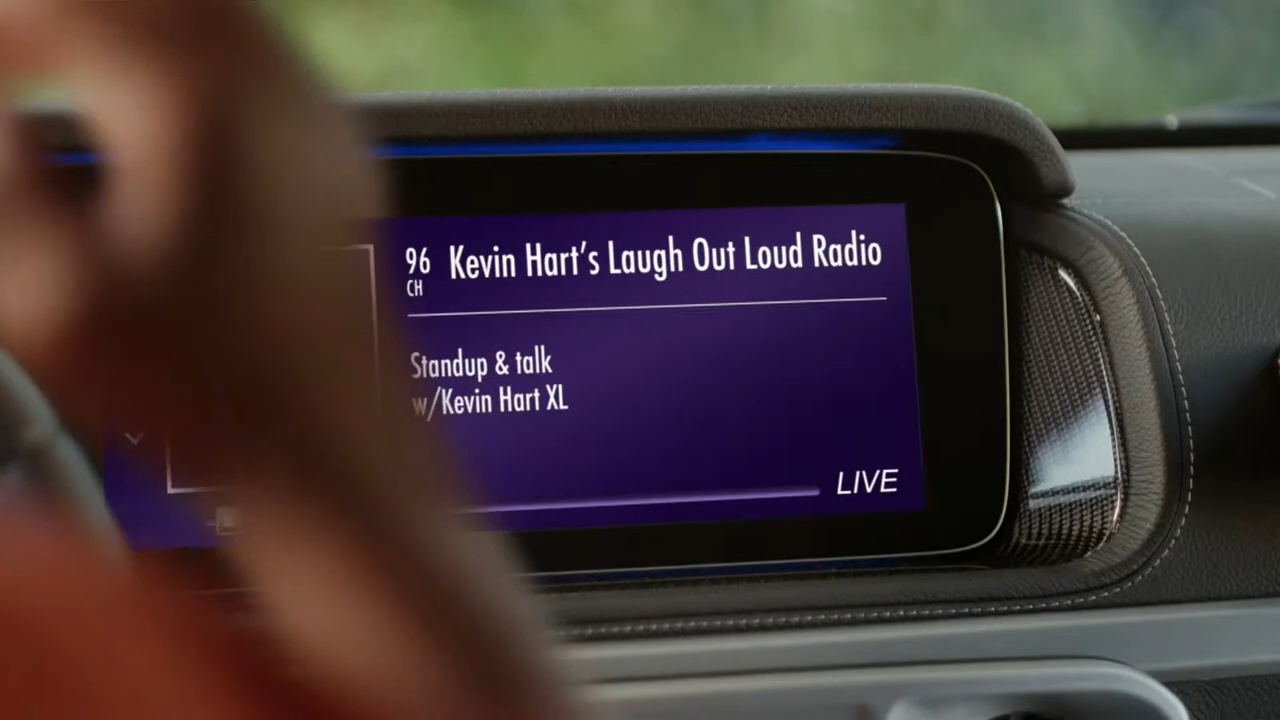 96 Kevin Hart's Laugh Out Loud Radio
CH
Standup & talk
w/Kevin Hart XL
LIVE